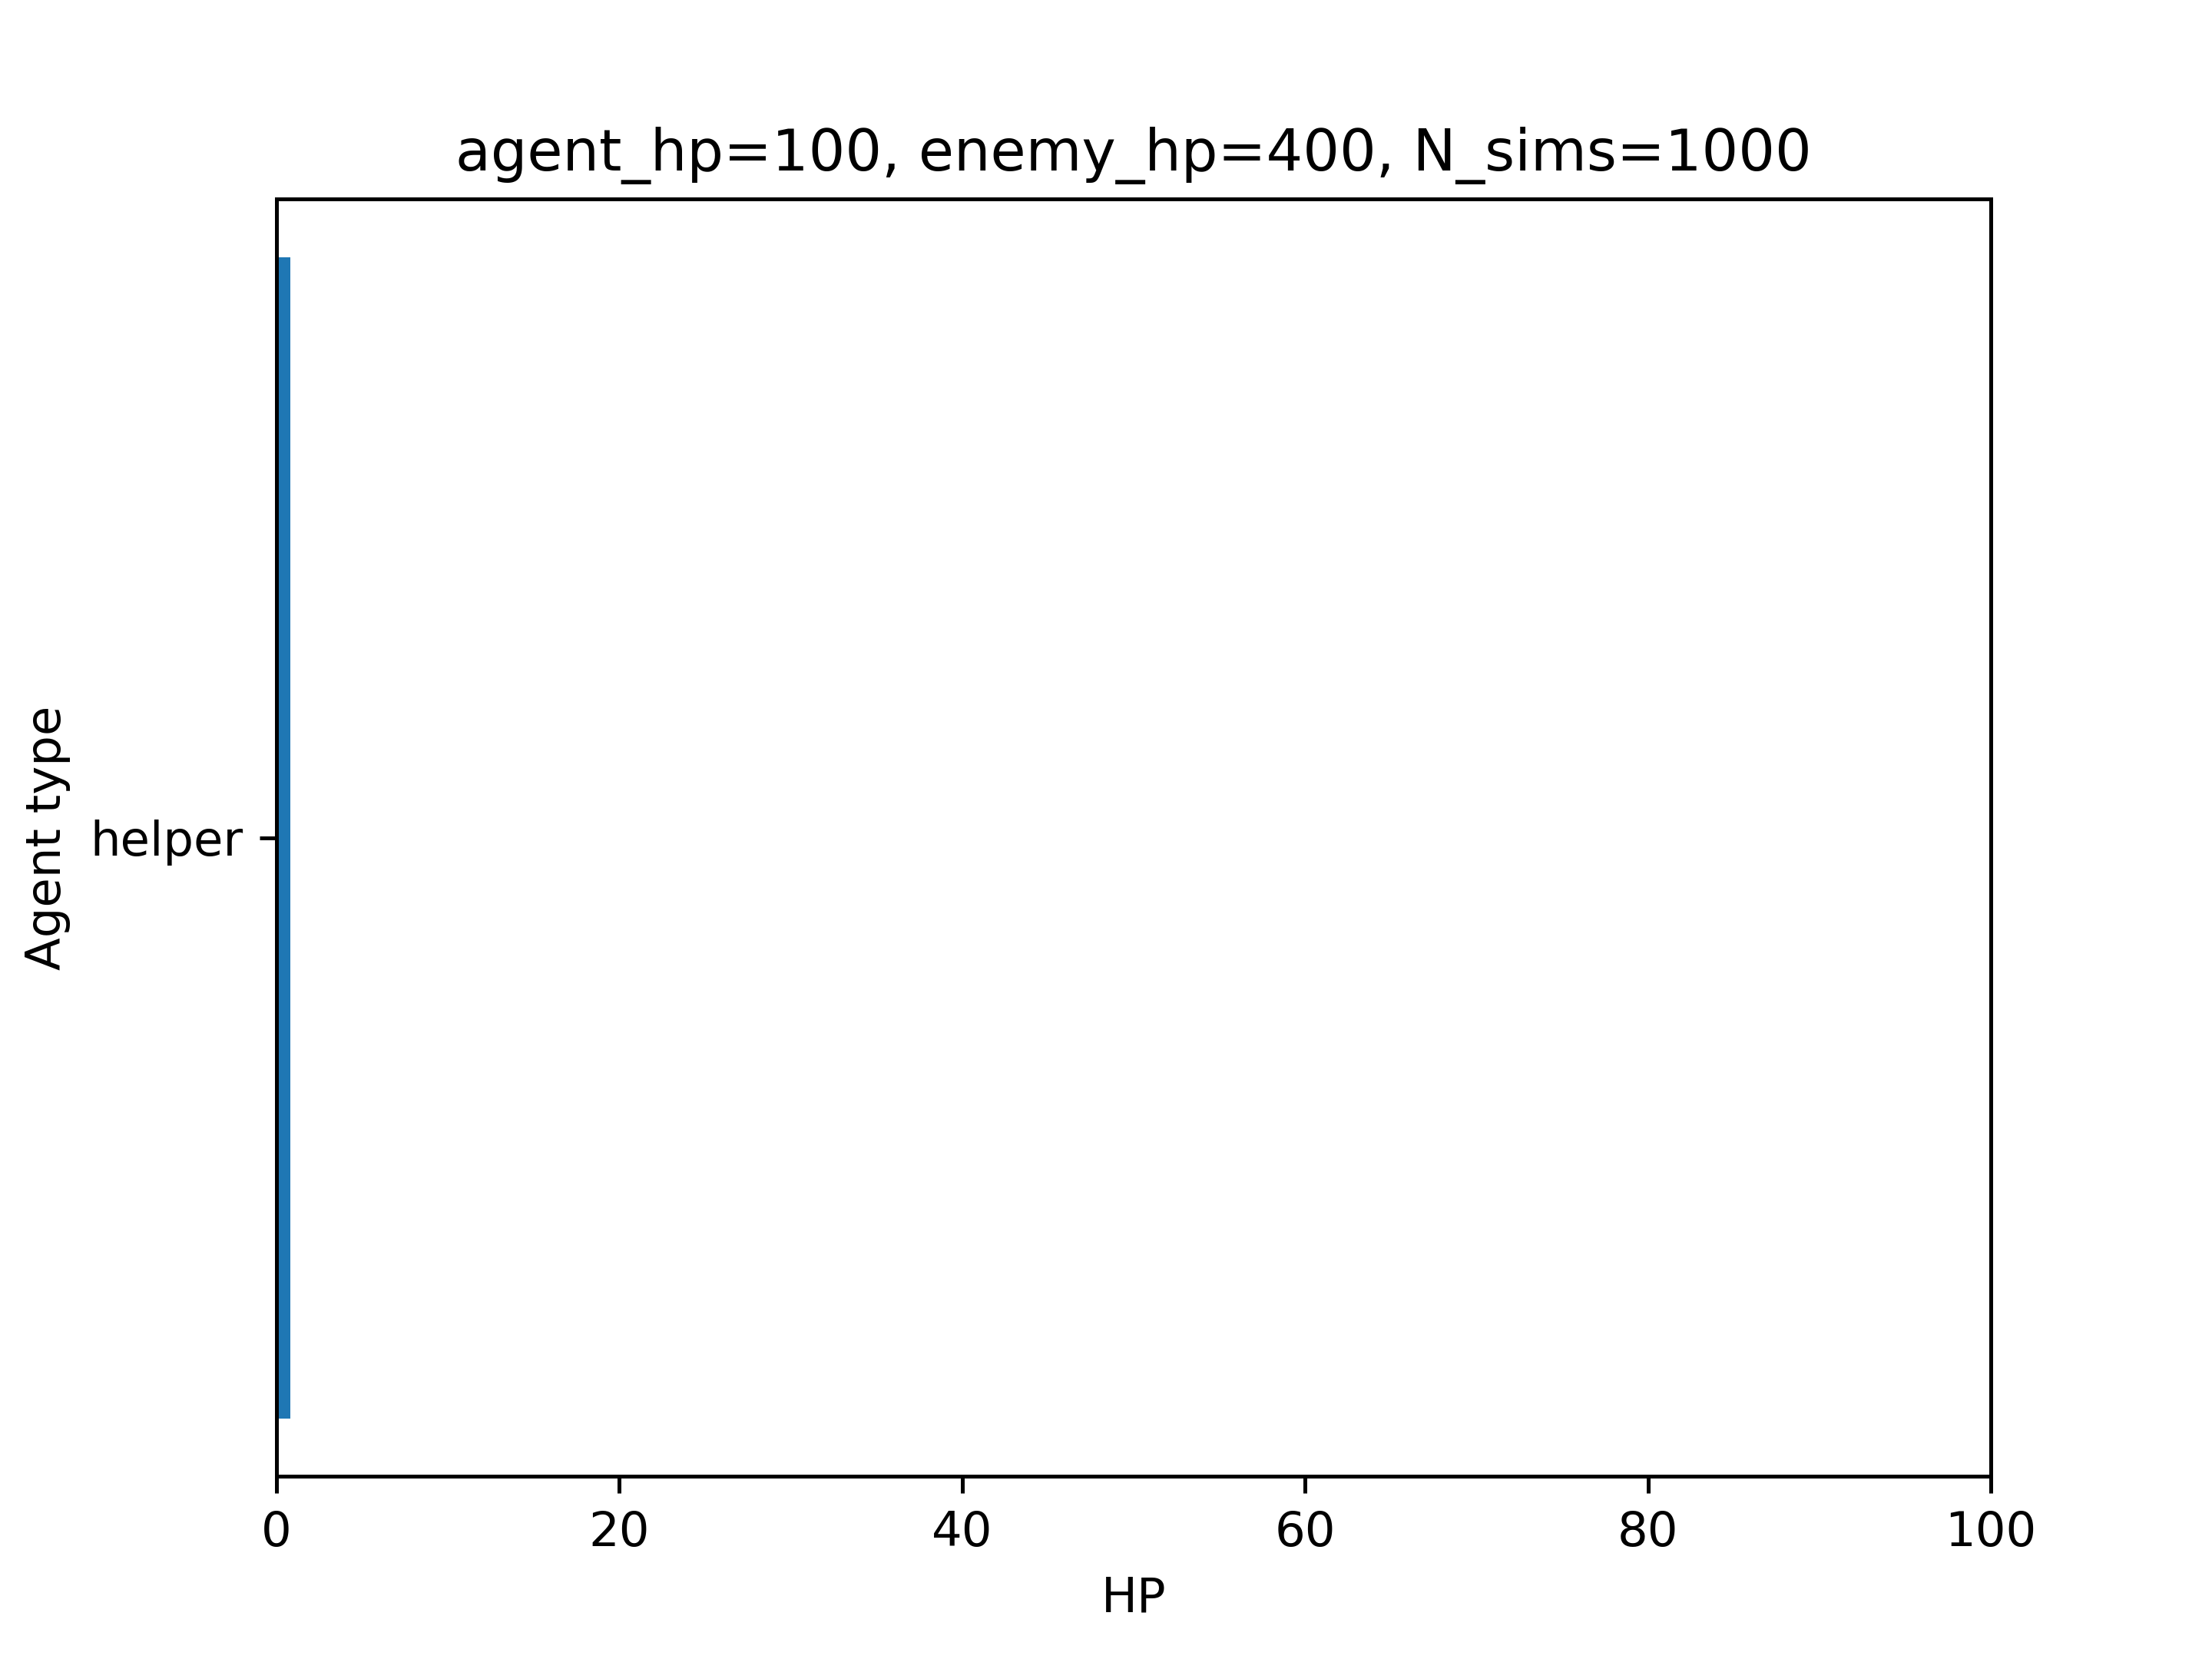 agent_hp=100, enemy_hp=400, N_sims=1000
Agent type
helper
0 20 40 60 80 100
HP